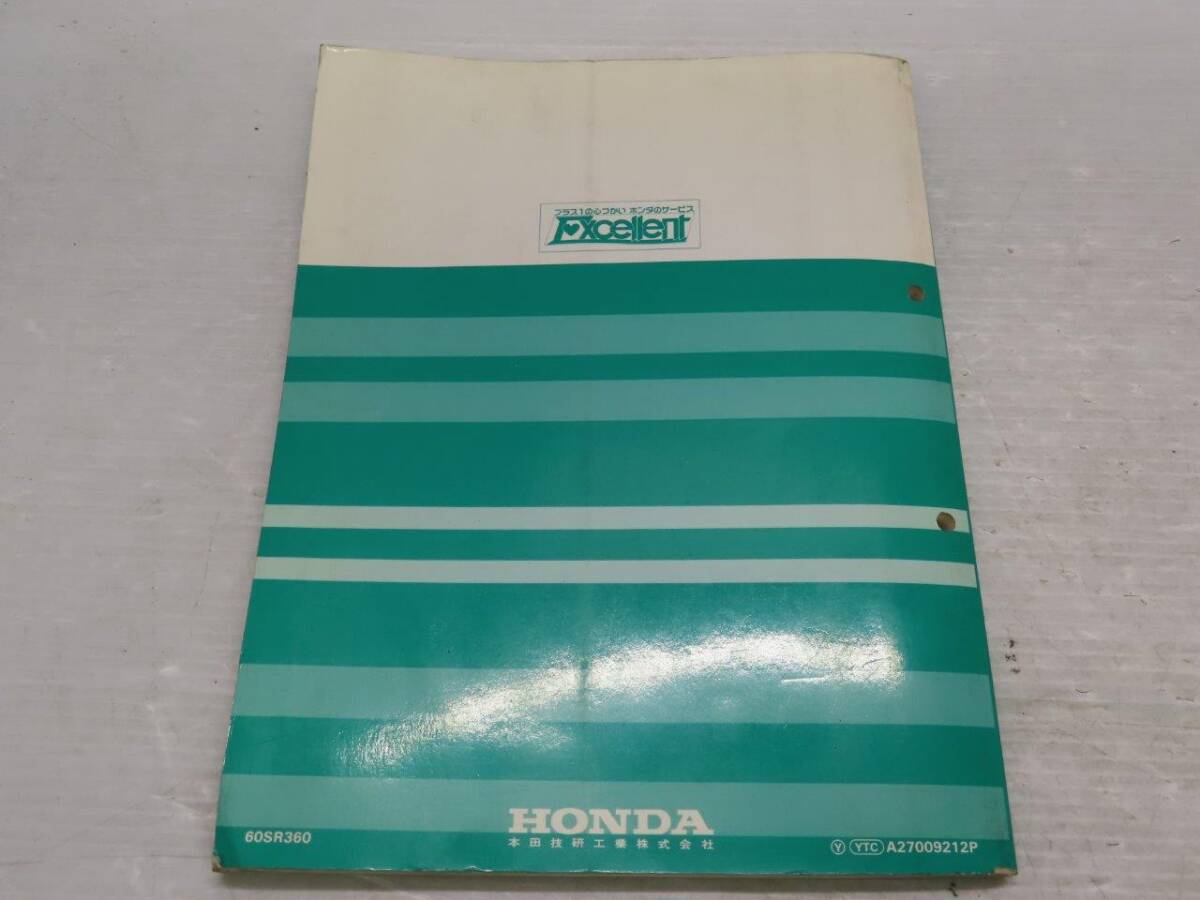 プラス1の心づかい ホンダのサービス
Excellent
HONDA
本田技研工業株式会社
60SR360
Y YTC A27009212P